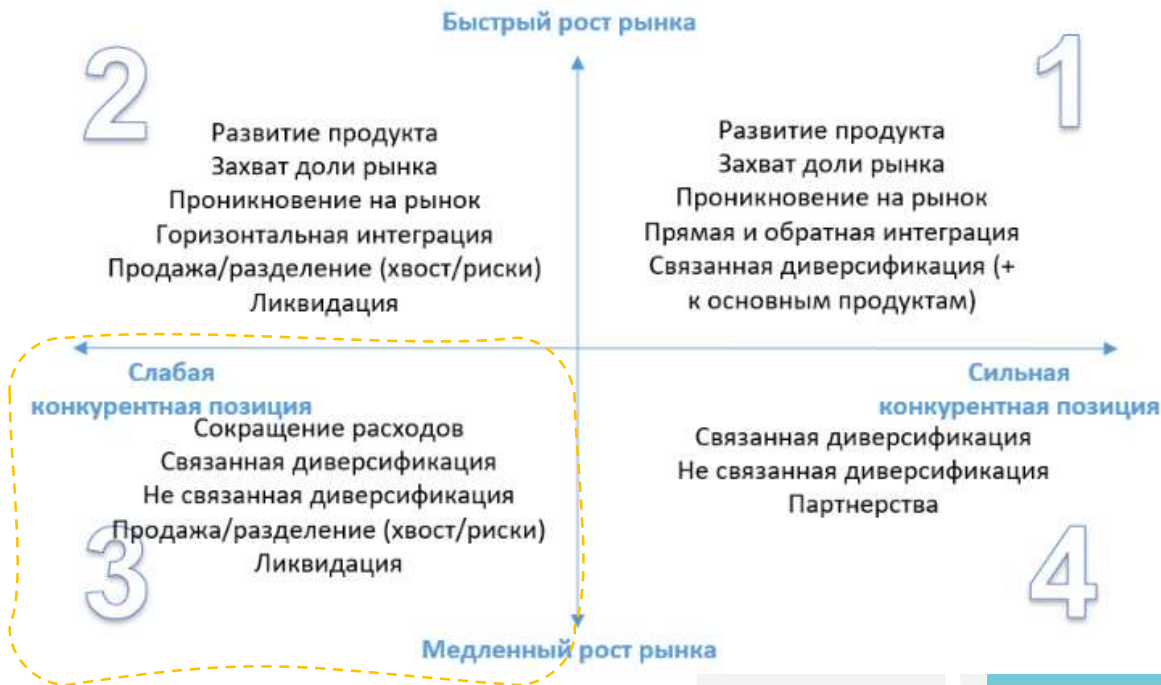 Быстрый рост рынка
2
Развитие продукта
Захват доли рынка
Проникновение на рынок
Горизонтальная интеграция
Продажа/разделение (хвост/риски)
Ликвидация
1
Развитие продукта
Захват доли рынка
Проникновение на рынок
Прямая и обратная интеграция
Связанная диверсификация (+
к основным продуктам)
Слабая
конкурентная позиция
Сильная
конкурентная позиция
Сокращение расходов
Связанная диверсификация
Не связанная диверсификация
Продажа/разделение (хвост/риски)
Ликвидация
3
Связанная диверсификация
Не связанная диверсификация
Партнерства
4
Медленный рост рынка